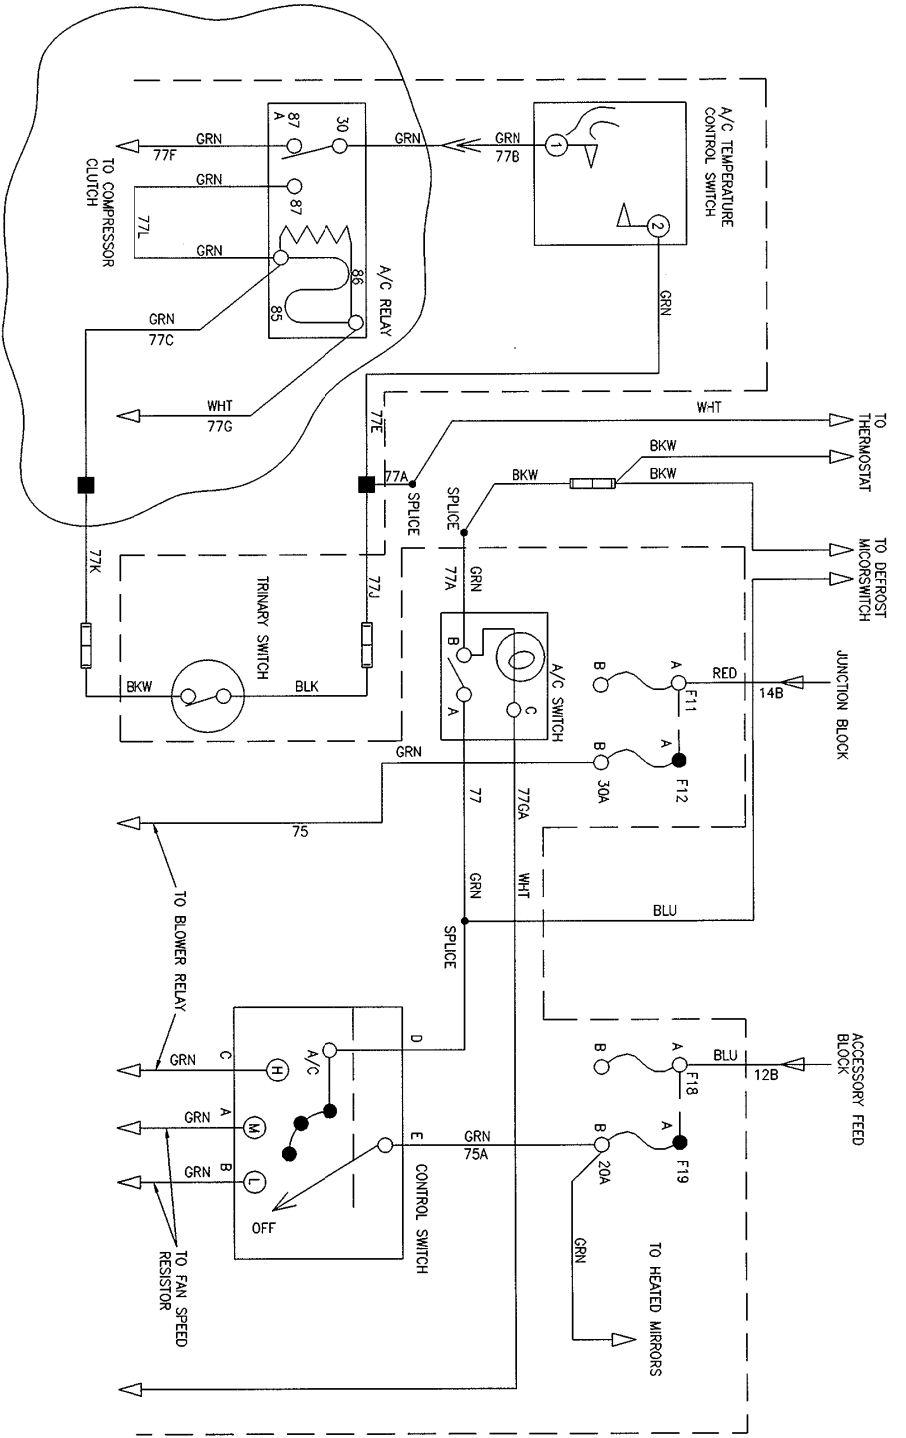 A/C TEMPERATURE
CONTROL SWITCH
1
2
GRN
77B
GRN
GRN
30
87
A
87
GRN
77F
TO COMPRESSOR
CLUTCH
GRN
77L
GRN
86
85
A/C RELAY
GRN
77C
WHT
77G
77E
77A
SPLICE
WHT
TO
THERMOSTAT
BKW
BKW
BKW
SPLICE
TO DEFROST
MICORSWITCH
77K
77J
TRINARY SWITCH
BKW
BLK
GRN
77A
B
A
C
A/C SWITCH
JUNCTION BLOCK
RED
14B
A
F11
B
A
F12
B
30A
GRN
75
77
GRN
77GA
WHT
BLU
SPLICE
TO BLOWER RELAY
ACCESSORY FEED
BLOCK
BLU
12B
A
F18
B
A
F19
B
20A
GRN
TO HEATED MIRRORS
GRN
75A
D
E
CONTROL SWITCH
A/C
H
M
L
OFF
C
GRN
A
GRN
B
GRN
TO FAN SPEED
RESISTOR